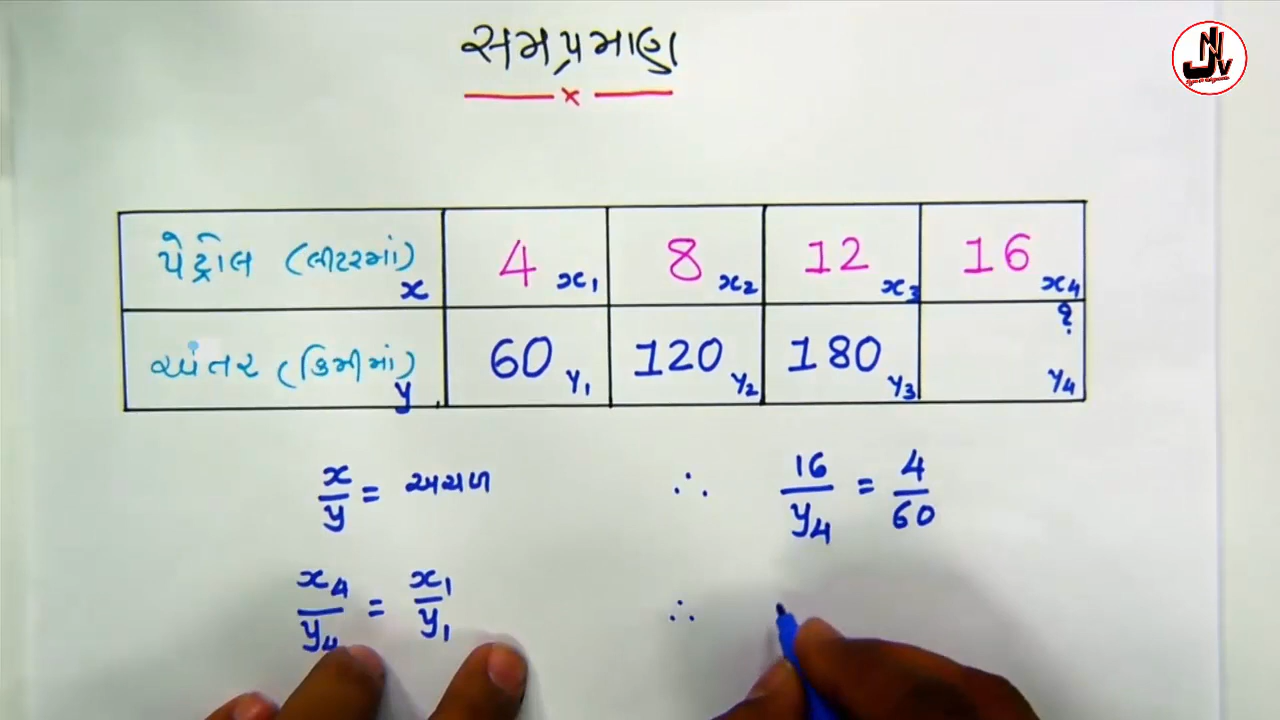 સમપ્રમાણ
પેટ્રોલ (લીટરમાં) x 4 x₁ 8 x₂ 12 x₃ 16 x₄
અંતર (કિમીમાં) y 60 y₁ 120 y₂ 180 y₃ ? y₄
x/y = અચળ ∴ 16/y₄ = 4/60
x₄/y₄ = x₁/y₁ ∴
JNV